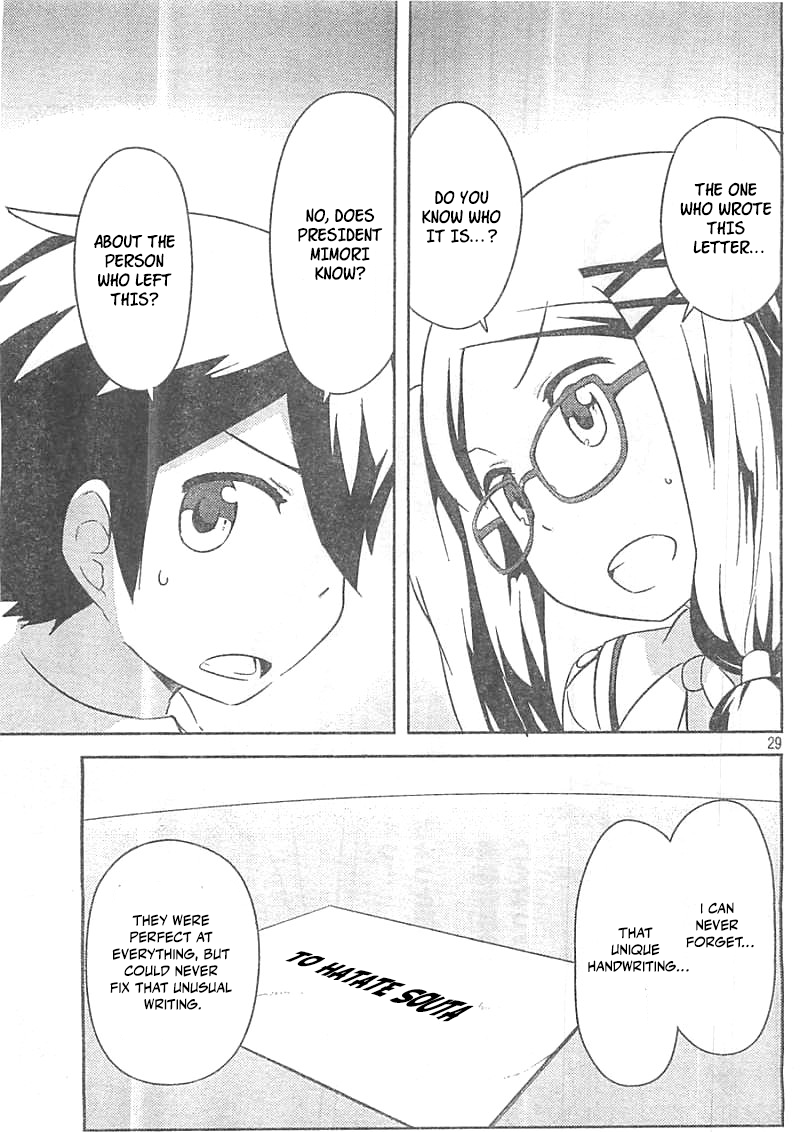 THE ONE
WHO WROTE
THIS
LETTER...
DO YOU
KNOW WHO
IT IS...?
NO, DOES
PRESIDENT
MIMORI
KNOW?
ABOUT THE
PERSON
WHO LEFT
THIS?
29
I CAN
NEVER
FORGET...
THAT
UNIQUE
HANDWRITING...
TO HATATE SOUTA
THEY WERE
PERFECT AT
EVERYTHING, BUT
COULD NEVER
FIX THAT UNUSUAL
WRITING.